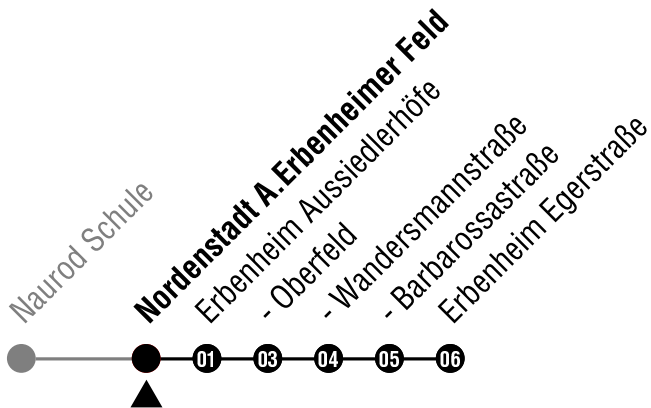 Naurod Schule
Nordenstadt A.Erbenheimer Feld
Erbenheim Aussiedlerhöfe
- Oberfeld
- Wandersmannstraße
- Barbarossastraße
Erbenheim Egerstraße
01 03 04 05 06